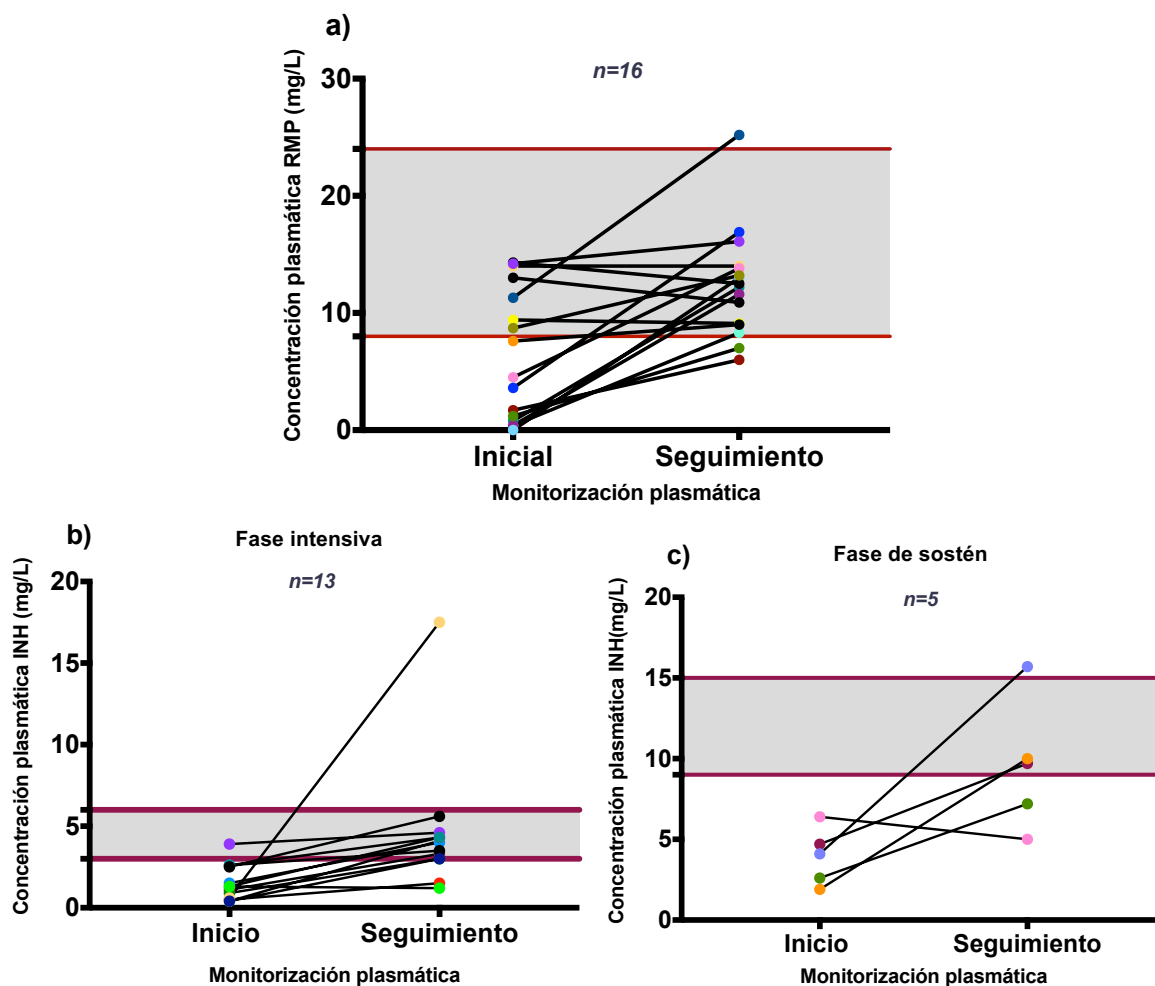 a)
n=16
Concentración plasmática RMP (mg/L)
30
20
10
0
Inicial Seguimiento
Monitorización plasmática
b)
Fase intensiva
n=13
Concentración plasmática INH (mg/L)
20
15
10
5
0
Inicio Seguimiento
Monitorización plasmática
c)
Fase de sostén
n=5
Concentración plasmática INH(mg/L)
20
15
10
5
0
Inicio Seguimiento
Monitorización plasmática